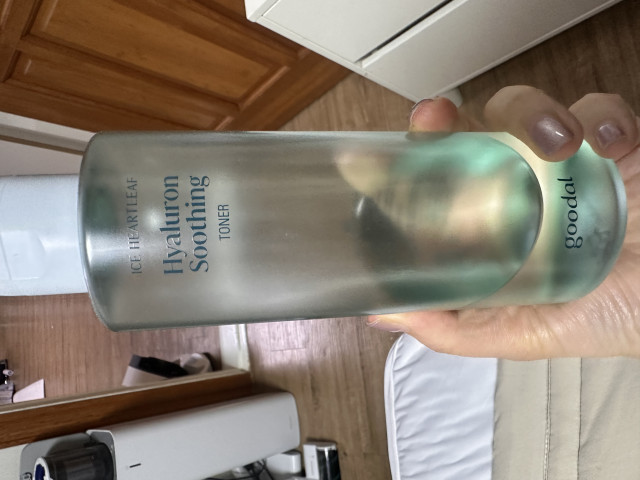 ICE HEARTLEAF
Hyaluron
Soothing
TONER
goodal